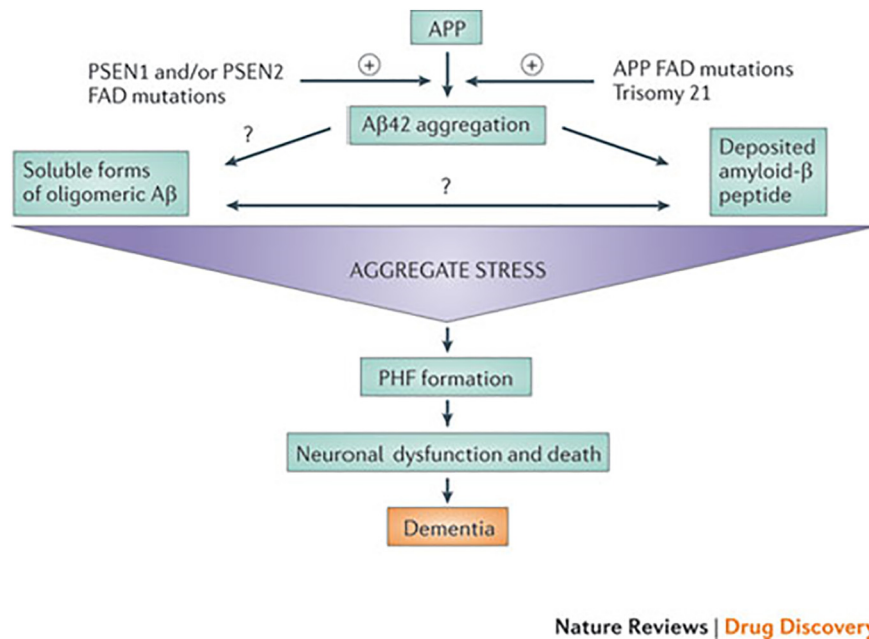 APP
PSEN1 and/or PSEN2
FAD mutations
+
+
APP FAD mutations
Trisomy 21
Aβ42 aggregation
?
Soluble forms
of oligomeric Aβ
?
Deposited
amyloid-β
peptide
AGGREGATE STRESS
PHF formation
Neuronal dysfunction and death
Dementia
Nature Reviews | Drug Discovery